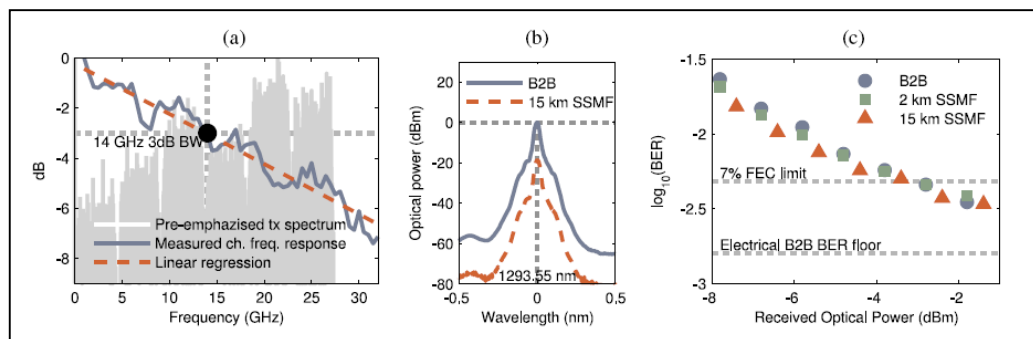 (a)
0
-2
-4
-6
-8
dB
14 GHz 3dB BW
Pre-emphazised tx spectrum
Measured ch. freq. response
Linear regression
0 5 10 15 20 25 30
Frequency (GHz)
(b)
B2B
15 km SSMF
20
0
-20
-40
-60
-80
Optical power (dBm)
1293.55 nm
-0.5 0 0.5
Wavelength (nm)
(c)
B2B
2 km SSMF
15 km SSMF
-1.5
-2
-2.5
-3
log10(BER)
7% FEC limit
Electrical B2B BER floor
-8 -6 -4 -2
Received Optical Power (dBm)